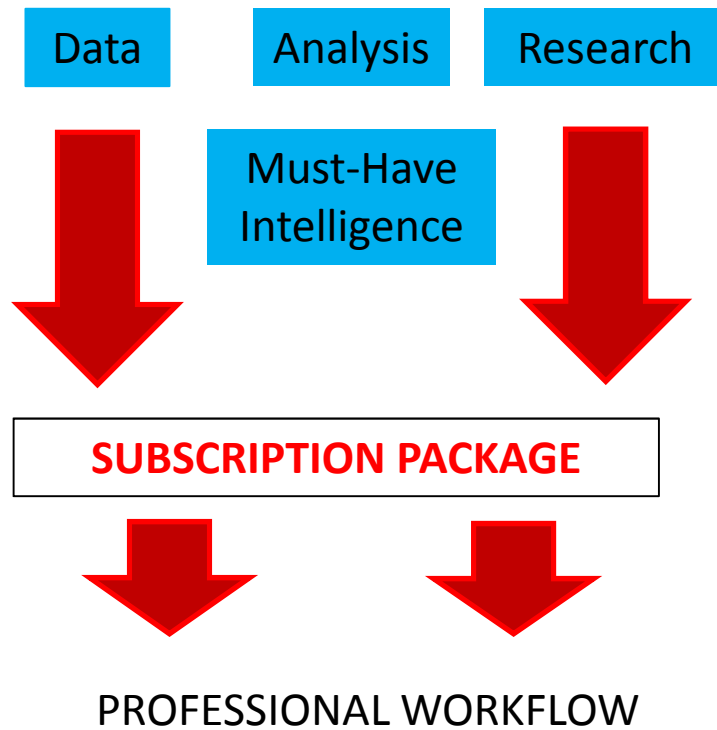 Data
Analysis
Research
Must-Have
Intelligence
SUBSCRIPTION PACKAGE
PROFESSIONAL WORKFLOW